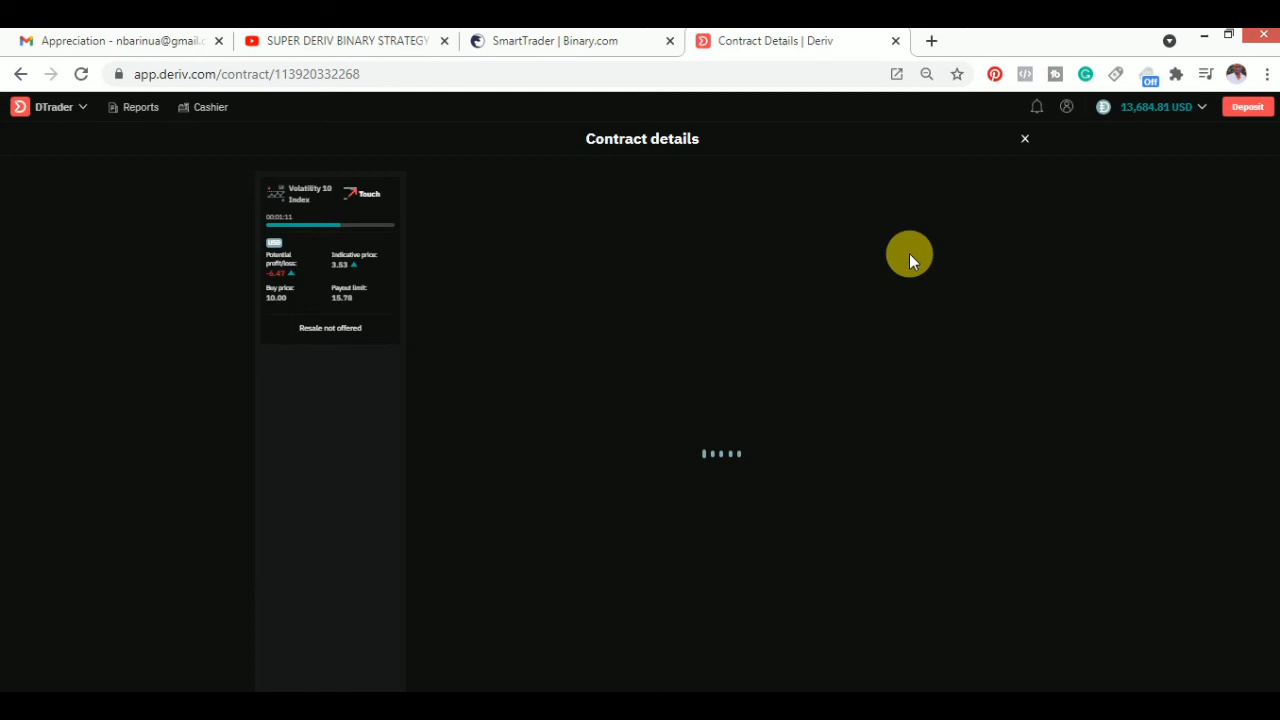 Appreciation - nbarinua@gmail.c
SUPER DERIV BINARY STRATEGY
SmartTrader | Binary.com
Contract Details | Deriv
app.deriv.com/contract/113920332268
Off
DTrader
Reports
Cashier
13,684.81 USD
Deposit
Contract details
Volatility 10
Index
Touch
00:01:11
USD
Potential
profit/loss:
-6.47
Indicative price:
3.53
Buy price:
10.00
Payout limit:
15.78
Resale not offered